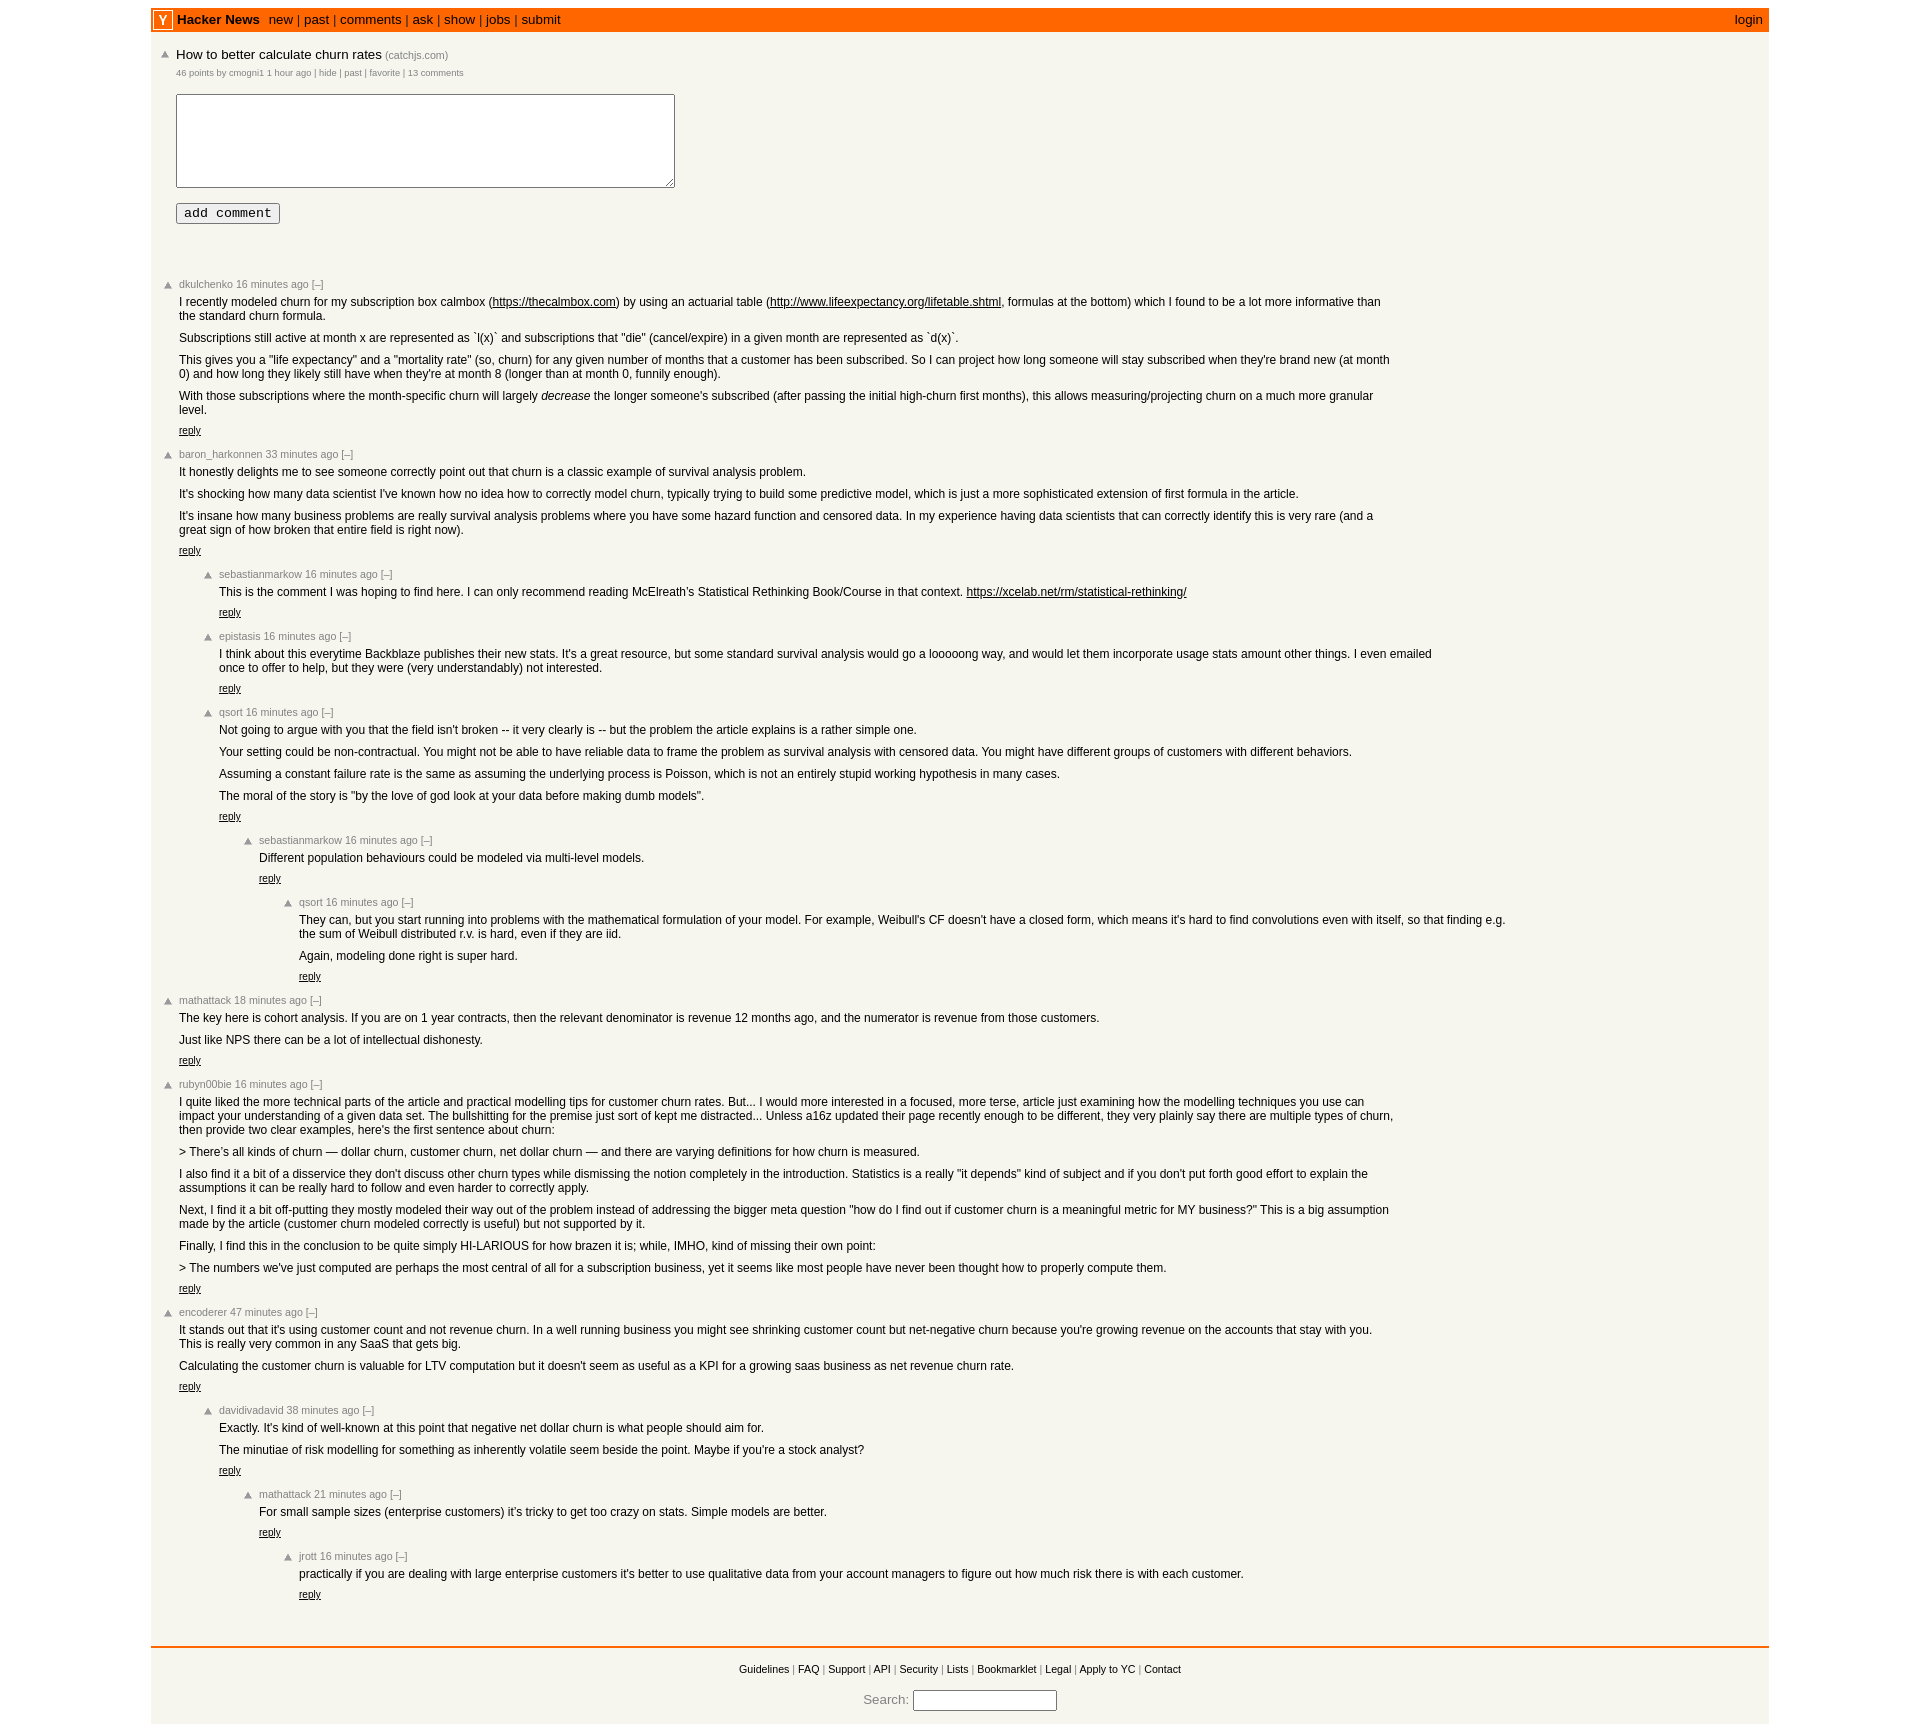 Y Hacker News new | past | comments | ask | show | jobs | submit login
How to better calculate churn rates (catchjs.com)
46 points by cmogni1 1 hour ago | hide | past | favorite | 13 comments
add comment
dkulchenko 16 minutes ago [–]
I recently modeled churn for my subscription box calmbox (https://thecalmbox.com) by using an actuarial table (http://www.lifeexpectancy.org/lifetable.shtml, formulas at the bottom) which I found to be a lot more informative than
the standard churn formula.
Subscriptions still active at month x are represented as `l(x)` and subscriptions that "die" (cancel/expire) in a given month are represented as `d(x)`.
This gives you a "life expectancy" and a "mortality rate" (so, churn) for any given number of months that a customer has been subscribed. So I can project how long someone will stay subscribed when they're brand new (at month
0) and how long they likely still have when they're at month 8 (longer than at month 0, funnily enough).
With those subscriptions where the month-specific churn will largely decrease the longer someone's subscribed (after passing the initial high-churn first months), this allows measuring/projecting churn on a much more granular
level.
reply
baron_harkonnen 33 minutes ago [–]
It honestly delights me to see someone correctly point out that churn is a classic example of survival analysis problem.
It's shocking how many data scientist I've known how no idea how to correctly model churn, typically trying to build some predictive model, which is just a more sophisticated extension of first formula in the article.
It's insane how many business problems are really survival analysis problems where you have some hazard function and censored data. In my experience having data scientists that can correctly identify this is very rare (and a
great sign of how broken that entire field is right now).
reply
sebastianmarkow 16 minutes ago [–]
This is the comment I was hoping to find here. I can only recommend reading McElreath's Statistical Rethinking Book/Course in that context. https://xcelab.net/rm/statistical-rethinking/
reply
epistasis 16 minutes ago [–]
I think about this everytime Backblaze publishes their new stats. It's a great resource, but some standard survival analysis would go a looooong way, and would let them incorporate usage stats amount other things. I even emailed
once to offer to help, but they were (very understandably) not interested.
reply
qsort 16 minutes ago [–]
Not going to argue with you that the field isn't broken -- it very clearly is -- but the problem the article explains is a rather simple one.
Your setting could be non-contractual. You might not be able to have reliable data to frame the problem as survival analysis with censored data. You might have different groups of customers with different behaviors.
Assuming a constant failure rate is the same as assuming the underlying process is Poisson, which is not an entirely stupid working hypothesis in many cases.
The moral of the story is "by the love of god look at your data before making dumb models".
reply
sebastianmarkow 16 minutes ago [–]
Different population behaviours could be modeled via multi-level models.
reply
qsort 16 minutes ago [–]
They can, but you start running into problems with the mathematical formulation of your model. For example, Weibull's CF doesn't have a closed form, which means it's hard to find convolutions even with itself, so that finding e.g.
the sum of Weibull distributed r.v. is hard, even if they are iid.
Again, modeling done right is super hard.
reply
mathattack 18 minutes ago [–]
The key here is cohort analysis. If you are on 1 year contracts, then the relevant denominator is revenue 12 months ago, and the numerator is revenue from those customers.
Just like NPS there can be a lot of intellectual dishonesty.
reply
rubyn00bie 16 minutes ago [–]
I quite liked the more technical parts of the article and practical modelling tips for customer churn rates. But... I would more interested in a focused, more terse, article just examining how the modelling techniques you use can
impact your understanding of a given data set. The bullshitting for the premise just sort of kept me distracted... Unless a16z updated their page recently enough to be different, they very plainly say there are multiple types of churn,
then provide two clear examples, here's the first sentence about churn:
> There's all kinds of churn — dollar churn, customer churn, net dollar churn — and there are varying definitions for how churn is measured.
I also find it a bit of a disservice they don't discuss other churn types while dismissing the notion completely in the introduction. Statistics is a really "it depends" kind of subject and if you don't put forth good effort to explain the
assumptions it can be really hard to follow and even harder to correctly apply.
Next, I find it a bit off-putting they mostly modeled their way out of the problem instead of addressing the bigger meta question "how do I find out if customer churn is a meaningful metric for MY business?" This is a big assumption
made by the article (customer churn modeled correctly is useful) but not supported by it.
Finally, I find this in the conclusion to be quite simply HI-LARIOUS for how brazen it is; while, IMHO, kind of missing their own point:
> The numbers we've just computed are perhaps the most central of all for a subscription business, yet it seems like most people have never been thought how to properly compute them.
reply
encoderer 47 minutes ago [–]
It stands out that it's using customer count and not revenue churn. In a well running business you might see shrinking customer count but net-negative churn because you're growing revenue on the accounts that stay with you.
This is really very common in any SaaS that gets big.
Calculating the customer churn is valuable for LTV computation but it doesn't seem as useful as a KPI for a growing saas business as net revenue churn rate.
reply
davidivadavid 38 minutes ago [–]
Exactly. It's kind of well-known at this point that negative net dollar churn is what people should aim for.
The minutiae of risk modelling for something as inherently volatile seem beside the point. Maybe if you're a stock analyst?
reply
mathattack 21 minutes ago [–]
For small sample sizes (enterprise customers) it's tricky to get too crazy on stats. Simple models are better.
reply
jrott 16 minutes ago [–]
practically if you are dealing with large enterprise customers it's better to use qualitative data from your account managers to figure out how much risk there is with each customer.
reply
Guidelines | FAQ | Support | API | Security | Lists | Bookmarklet | Legal | Apply to YC | Contact
Search: